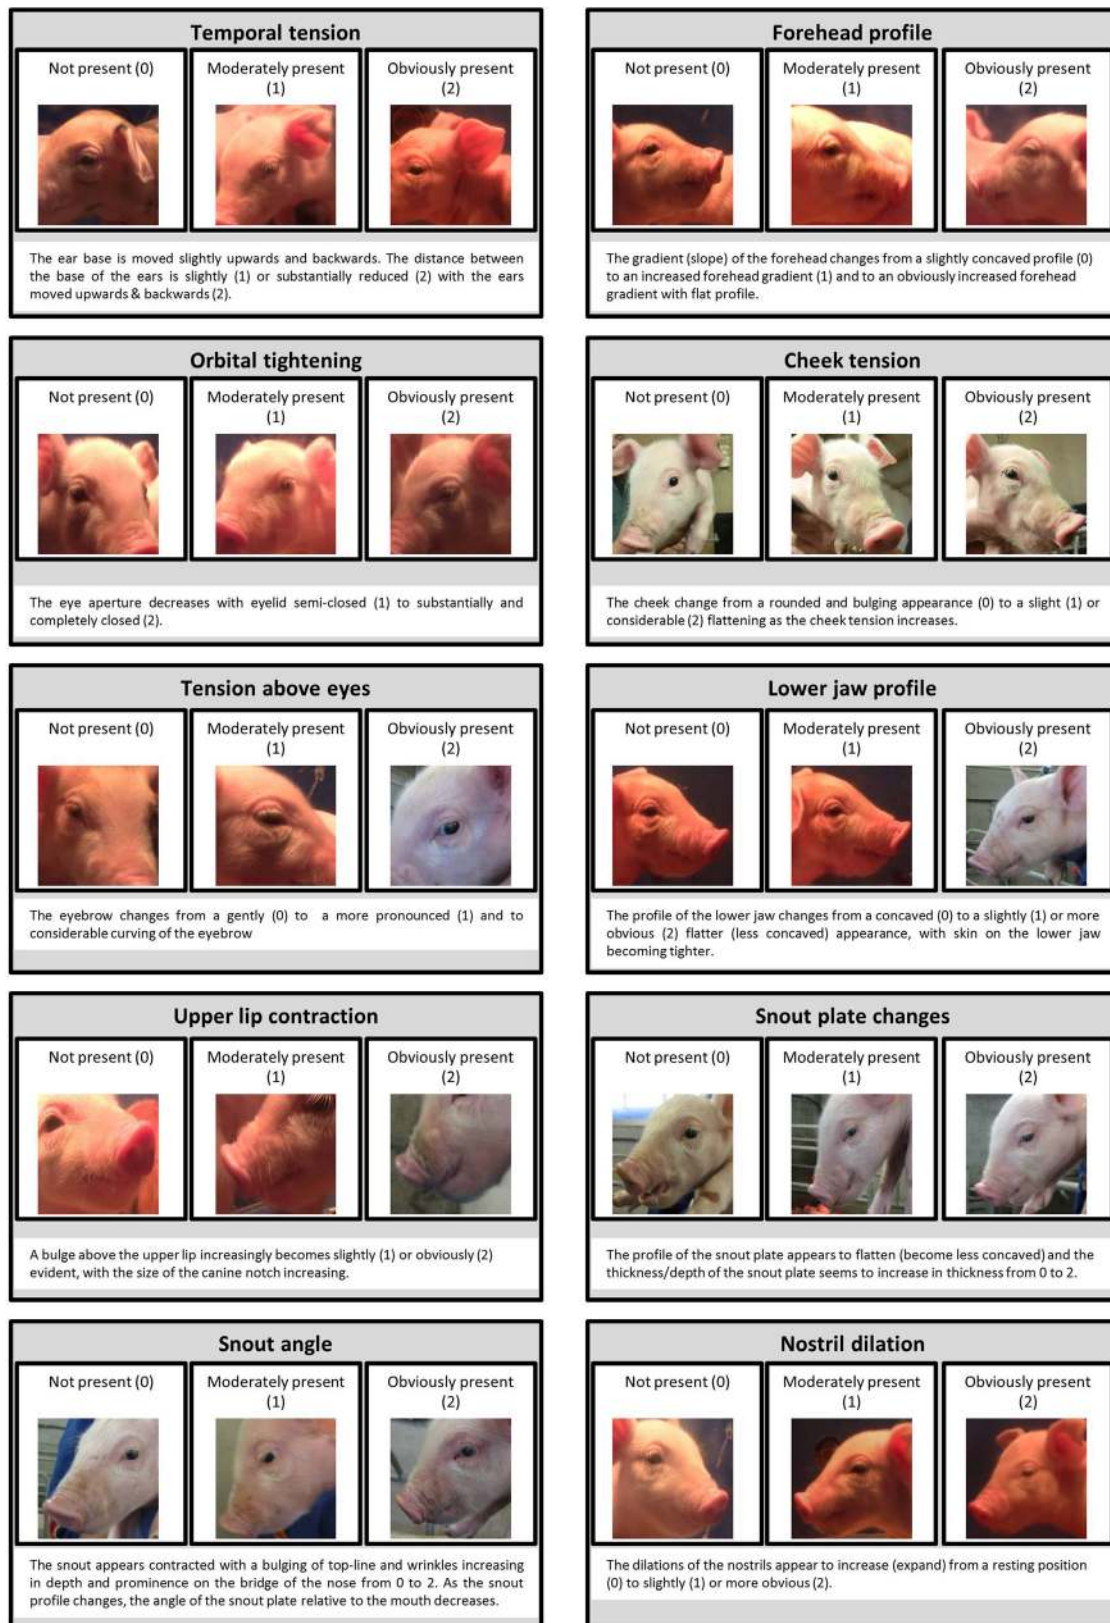 Temporal tension
Not present (0)
Moderately present
(1)
Obviously present
(2)
The ear base is moved slightly upwards and backwards. The distance between
the base of the ears is slightly (1) or substantially reduced (2) with the ears
moved upwards & backwards (2).
Forehead profile
Not present (0)
Moderately present
(1)
Obviously present
(2)
The gradient (slope) of the forehead changes from a slightly concaved profile (0)
to an increased forehead gradient (1) and to an obviously increased forehead
gradient with flat profile.
Orbital tightening
Not present (0)
Moderately present
(1)
Obviously present
(2)
The eye aperture decreases with eyelid semi-closed (1) to substantially and
completely closed (2).
Cheek tension
Not present (0)
Moderately present
(1)
Obviously present
(2)
The cheek change from a rounded and bulging appearance (0) to a slight (1) or
considerable (2) flattening as the cheek tension increases.
Tension above eyes
Not present (0)
Moderately present
(1)
Obviously present
(2)
The eyebrow changes from a gently (0) to a more pronounced (1) and to
considerable curving of the eyebrow
Lower jaw profile
Not present (0)
Moderately present
(1)
Obviously present
(2)
The profile of the lower jaw changes from a concaved (0) to a slightly (1) or more
obvious (2) flatter (less concaved) appearance, with skin on the lower jaw
becoming tighter.
Upper lip contraction
Not present (0)
Moderately present
(1)
Obviously present
(2)
A bulge above the upper lip increasingly becomes slightly (1) or obviously (2)
evident, with the size of the canine notch increasing.
Snout plate changes
Not present (0)
Moderately present
(1)
Obviously present
(2)
The profile of the snout plate appears to flatten (become less concaved) and the
thickness/depth of the snout plate seems to increase in thickness from 0 to 2.
Snout angle
Not present (0)
Moderately present
(1)
Obviously present
(2)
The snout appears contracted with a bulging of top-line and wrinkles increasing
in depth and prominence on the bridge of the nose from 0 to 2. As the snout
profile changes, the angle of the snout plate relative to the mouth decreases.
Nostril dilation
Not present (0)
Moderately present
(1)
Obviously present
(2)
The dilations of the nostrils appear to increase (expand) from a resting position
(0) to slightly (1) or more obvious (2).